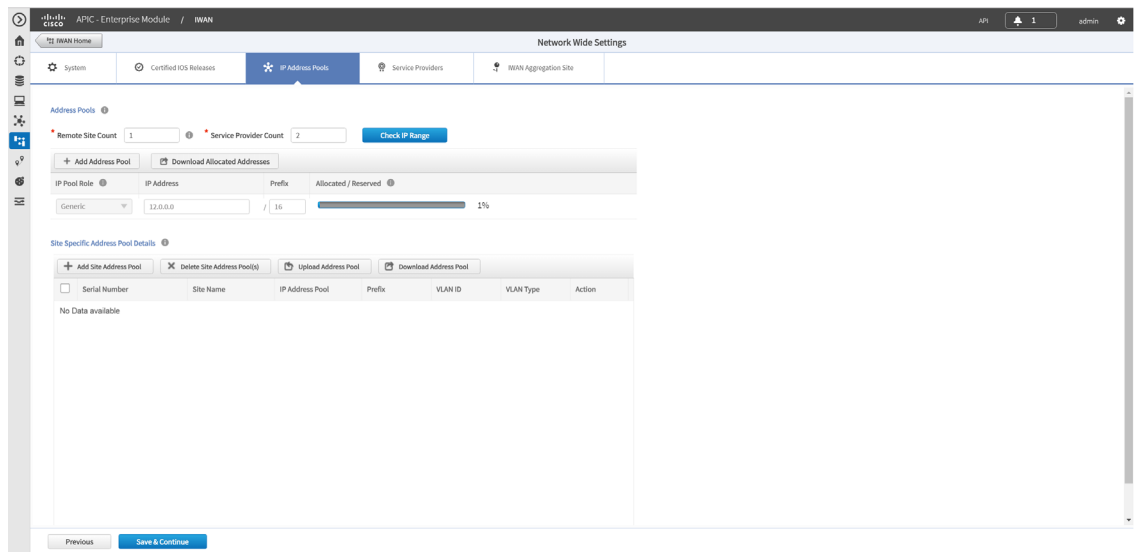 CISCO APIC - Enterprise Module / IWAN API 1 admin
IWAN Home Network Wide Settings
System Certified IOS Releases IP Address Pools Service Providers IWAN Aggregation Site
Address Pools
* Remote Site Count 1 * Service Provider Count 2 Check IP Range
+ Add Address Pool Download Allocated Addresses
IP Pool Role IP Address Prefix Allocated / Reserved
Generic 12.0.0.0 / 16 1%
Site Specific Address Pool Details
Add Site Address Pool Delete Site Address Pool(s) Upload Address Pool Download Address Pool
Serial Number Site Name IP Address Pool Prefix VLAN ID VLAN Type Action
No Data available
Previous Save & Continue